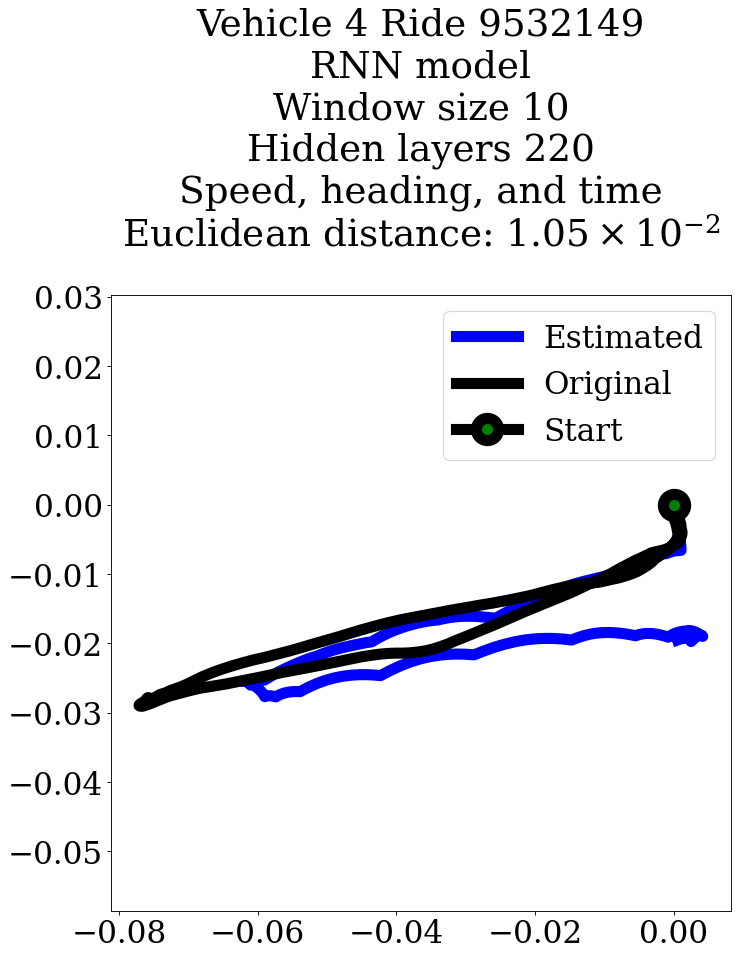 Vehicle 4 Ride 9532149
RNN model
Window size 10
Hidden layers 220
Speed, heading, and time
Euclidean distance: 1.05 × 10⁻²
0.03
0.02
0.01
0.00
−0.01
−0.02
−0.03
−0.04
−0.05
Estimated
Original
Start
−0.08 −0.06 −0.04 −0.02 0.00